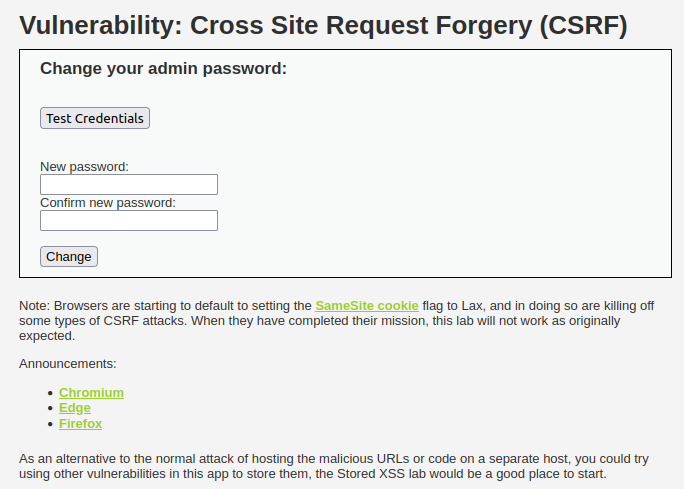 Vulnerability: Cross Site Request Forgery (CSRF)
Change your admin password:
Test Credentials
New password:
Confirm new password:
Change
Note: Browsers are starting to default to setting the SameSite cookie flag to Lax, and in doing so are killing off
some types of CSRF attacks. When they have completed their mission, this lab will not work as originally
expected.
Announcements:
• Chromium
• Edge
• Firefox
As an alternative to the normal attack of hosting the malicious URLs or code on a separate host, you could try
using other vulnerabilities in this app to store them, the Stored XSS lab would be a good place to start.